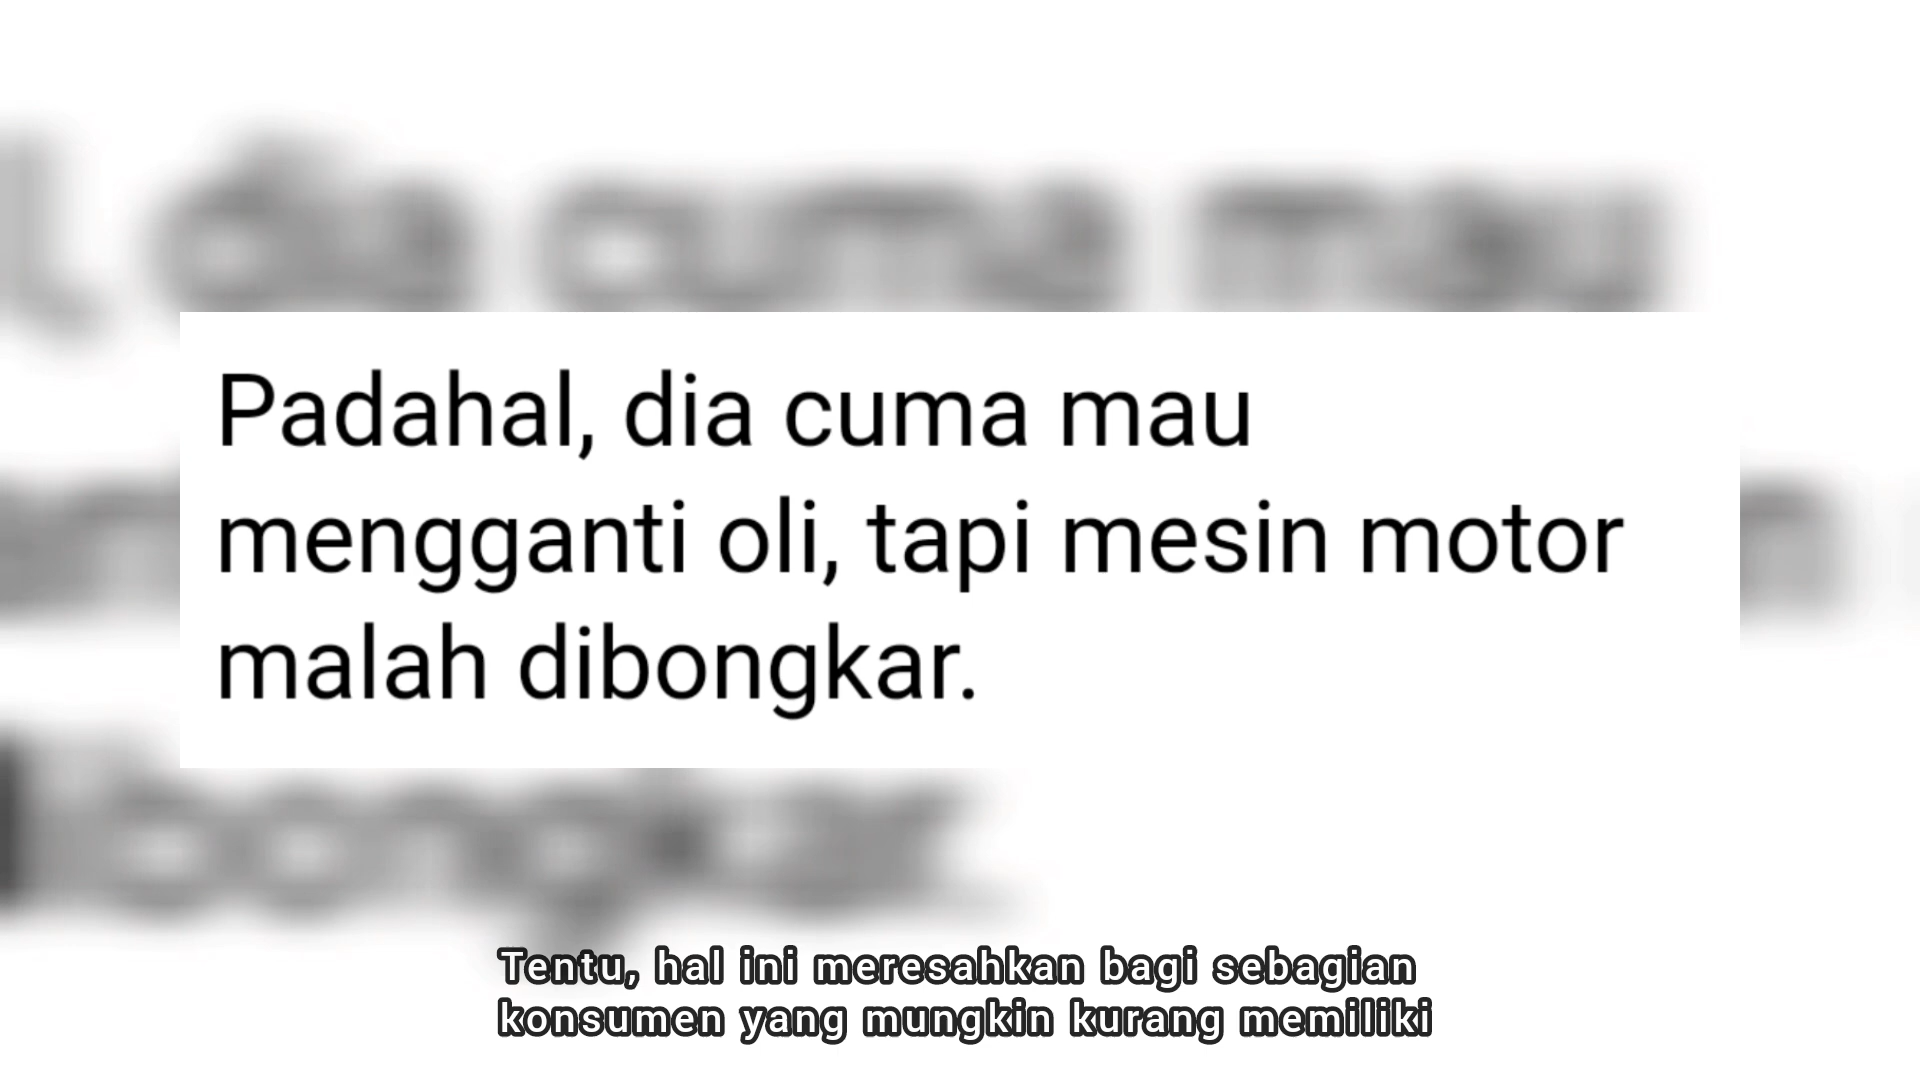 Padahal, dia cuma mau
mengganti oli, tapi mesin motor
malah dibongkar.
Tentu, hal ini meresahkan bagi sebagian
konsumen yang mungkin kurang memiliki